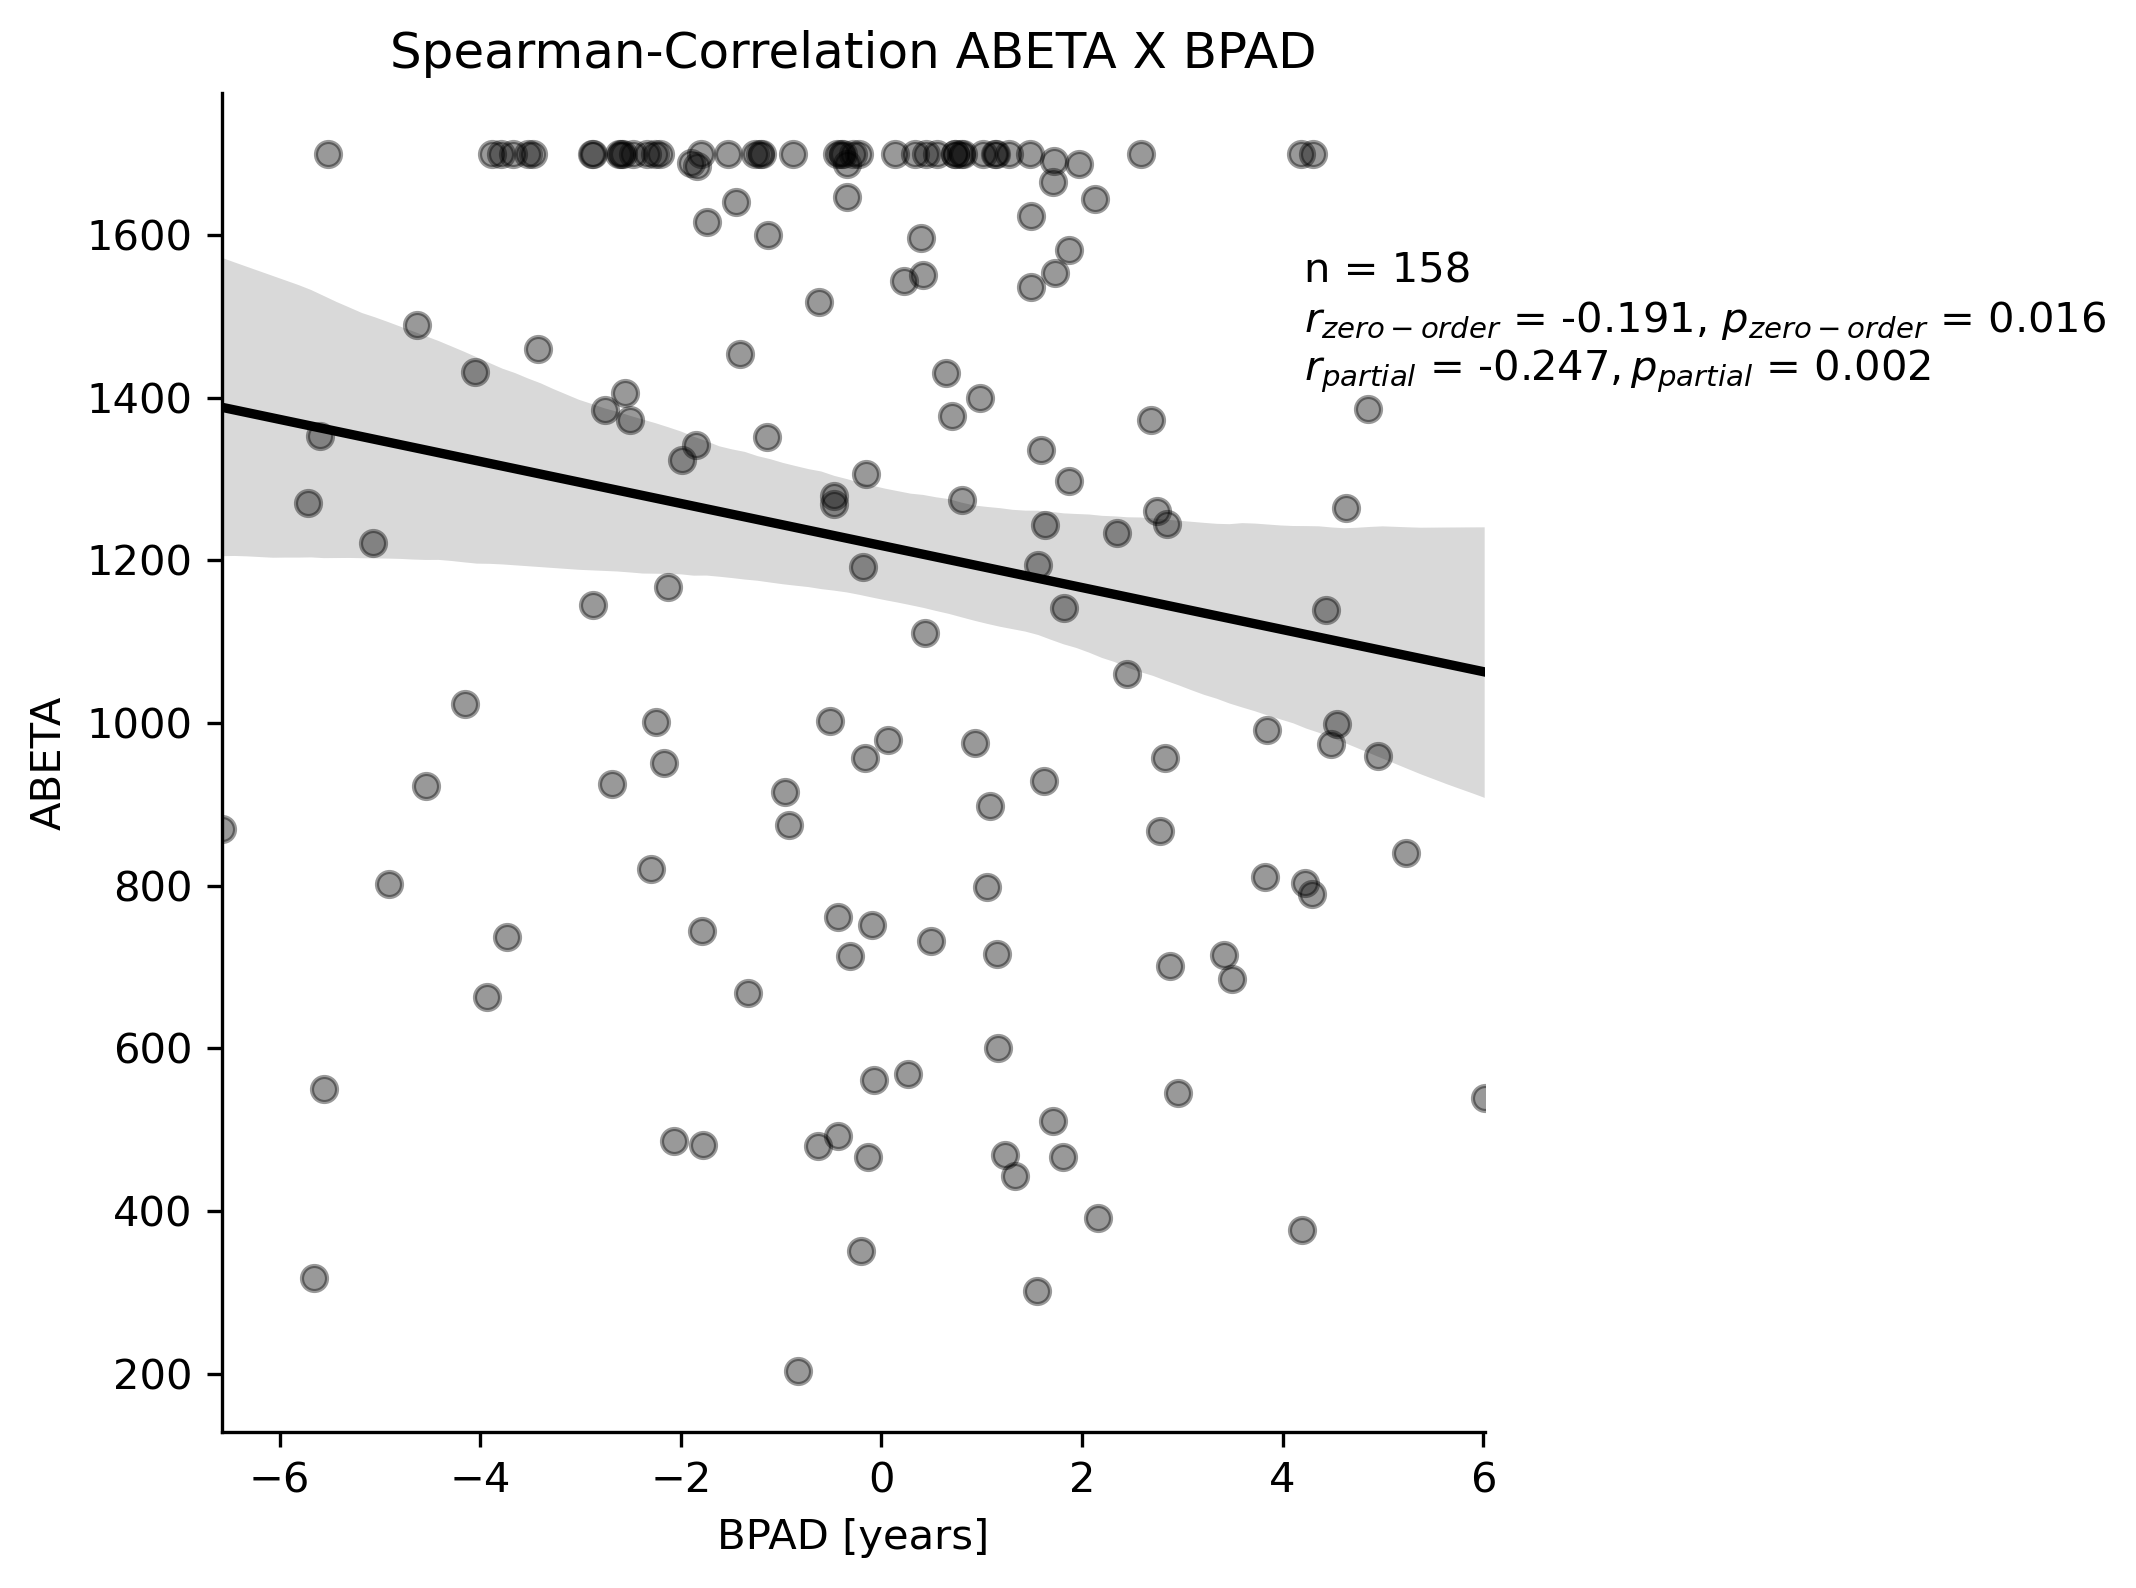 Spearman-Correlation ABETA X BPAD
n = 158
r_zero−order = -0.191, p_zero−order = 0.016
r_partial = -0.247, p_partial = 0.002
ABETA
1600
1400
1200
1000
800
600
400
200
−6 −4 −2 0 2 4 6
BPAD [years]